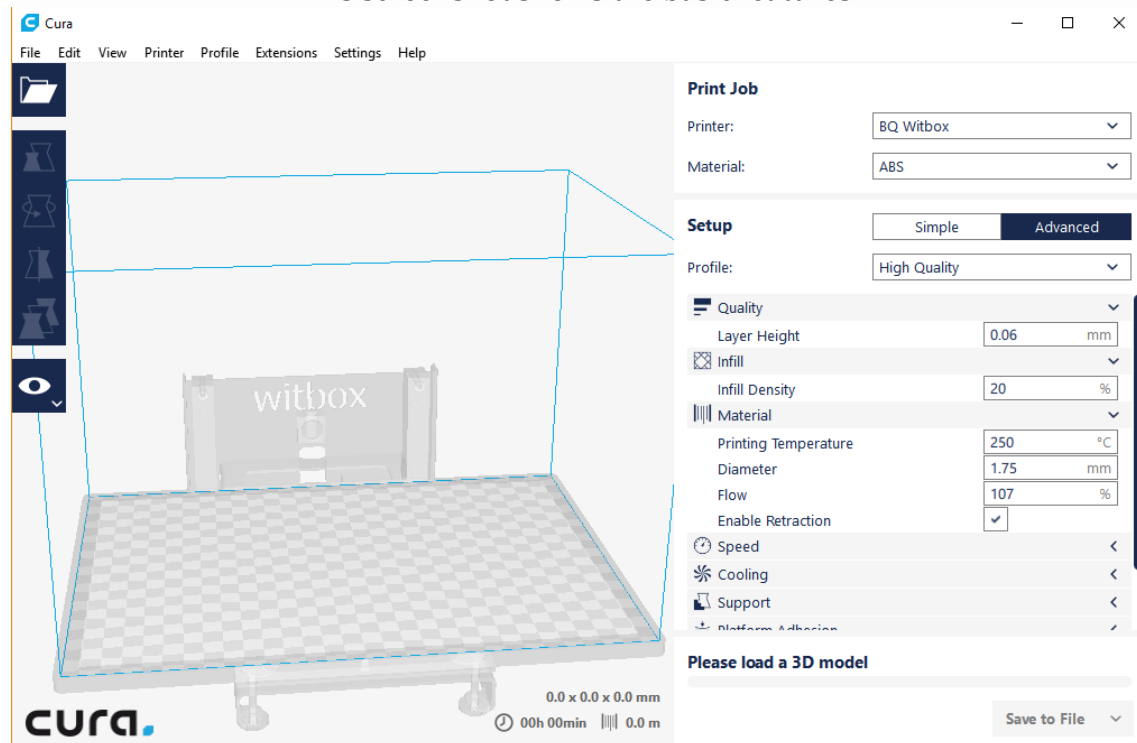 Cura
File Edit View Printer Profile Extensions Settings Help
Print Job
Printer: BQ Witbox
Material: ABS
Setup Simple Advanced
Profile: High Quality
Quality
Layer Height 0.06 mm
Infill
Infill Density 20 %
Material
Printing Temperature 250 °C
Diameter 1.75 mm
Flow 107 %
Enable Retraction
Speed
Cooling
Support
Platform Adhesion
witbox
Please load a 3D model
0.0 x 0.0 x 0.0 mm
00h 00min 0.0 m
Save to File
cura.